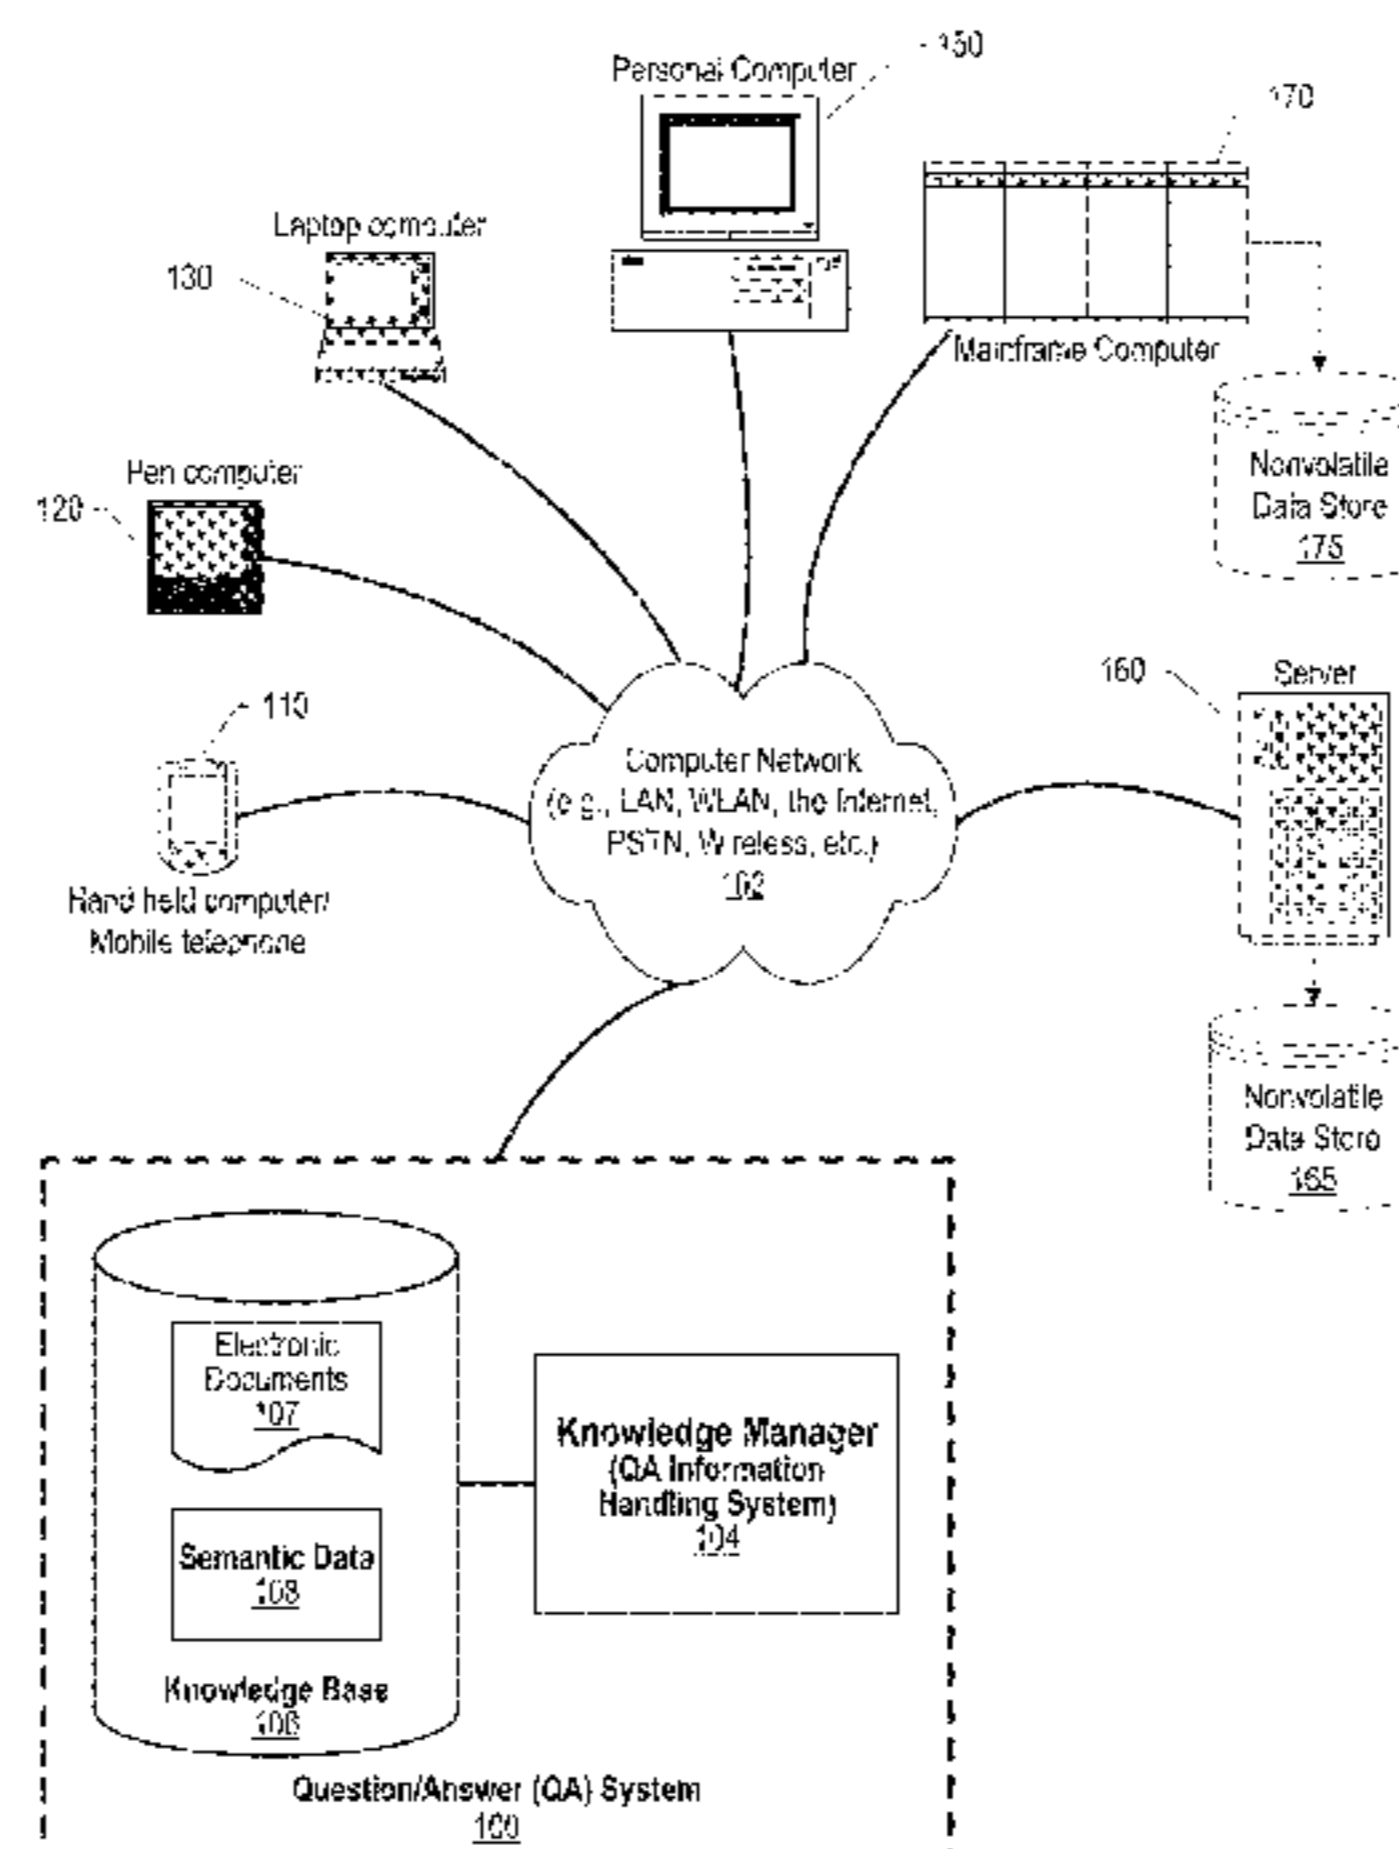 150
Personal Computer
170
Laptop computer
130
Mainframe Computer
Pen computer
120
Nonvolatile
Data Store
175
160
Server
110
Computer Network
(e.g., LAN, WLAN, the Internet,
PSTN, Wireless, etc.)
102
Hand held computer/
Mobile telephone
Nonvolatile
Data Store
165
Electronic
Documents
107
Knowledge Manager
(QA Information
Handling System)
104
Semantic Data
108
Knowledge Base
106
Question/Answer (QA) System
100